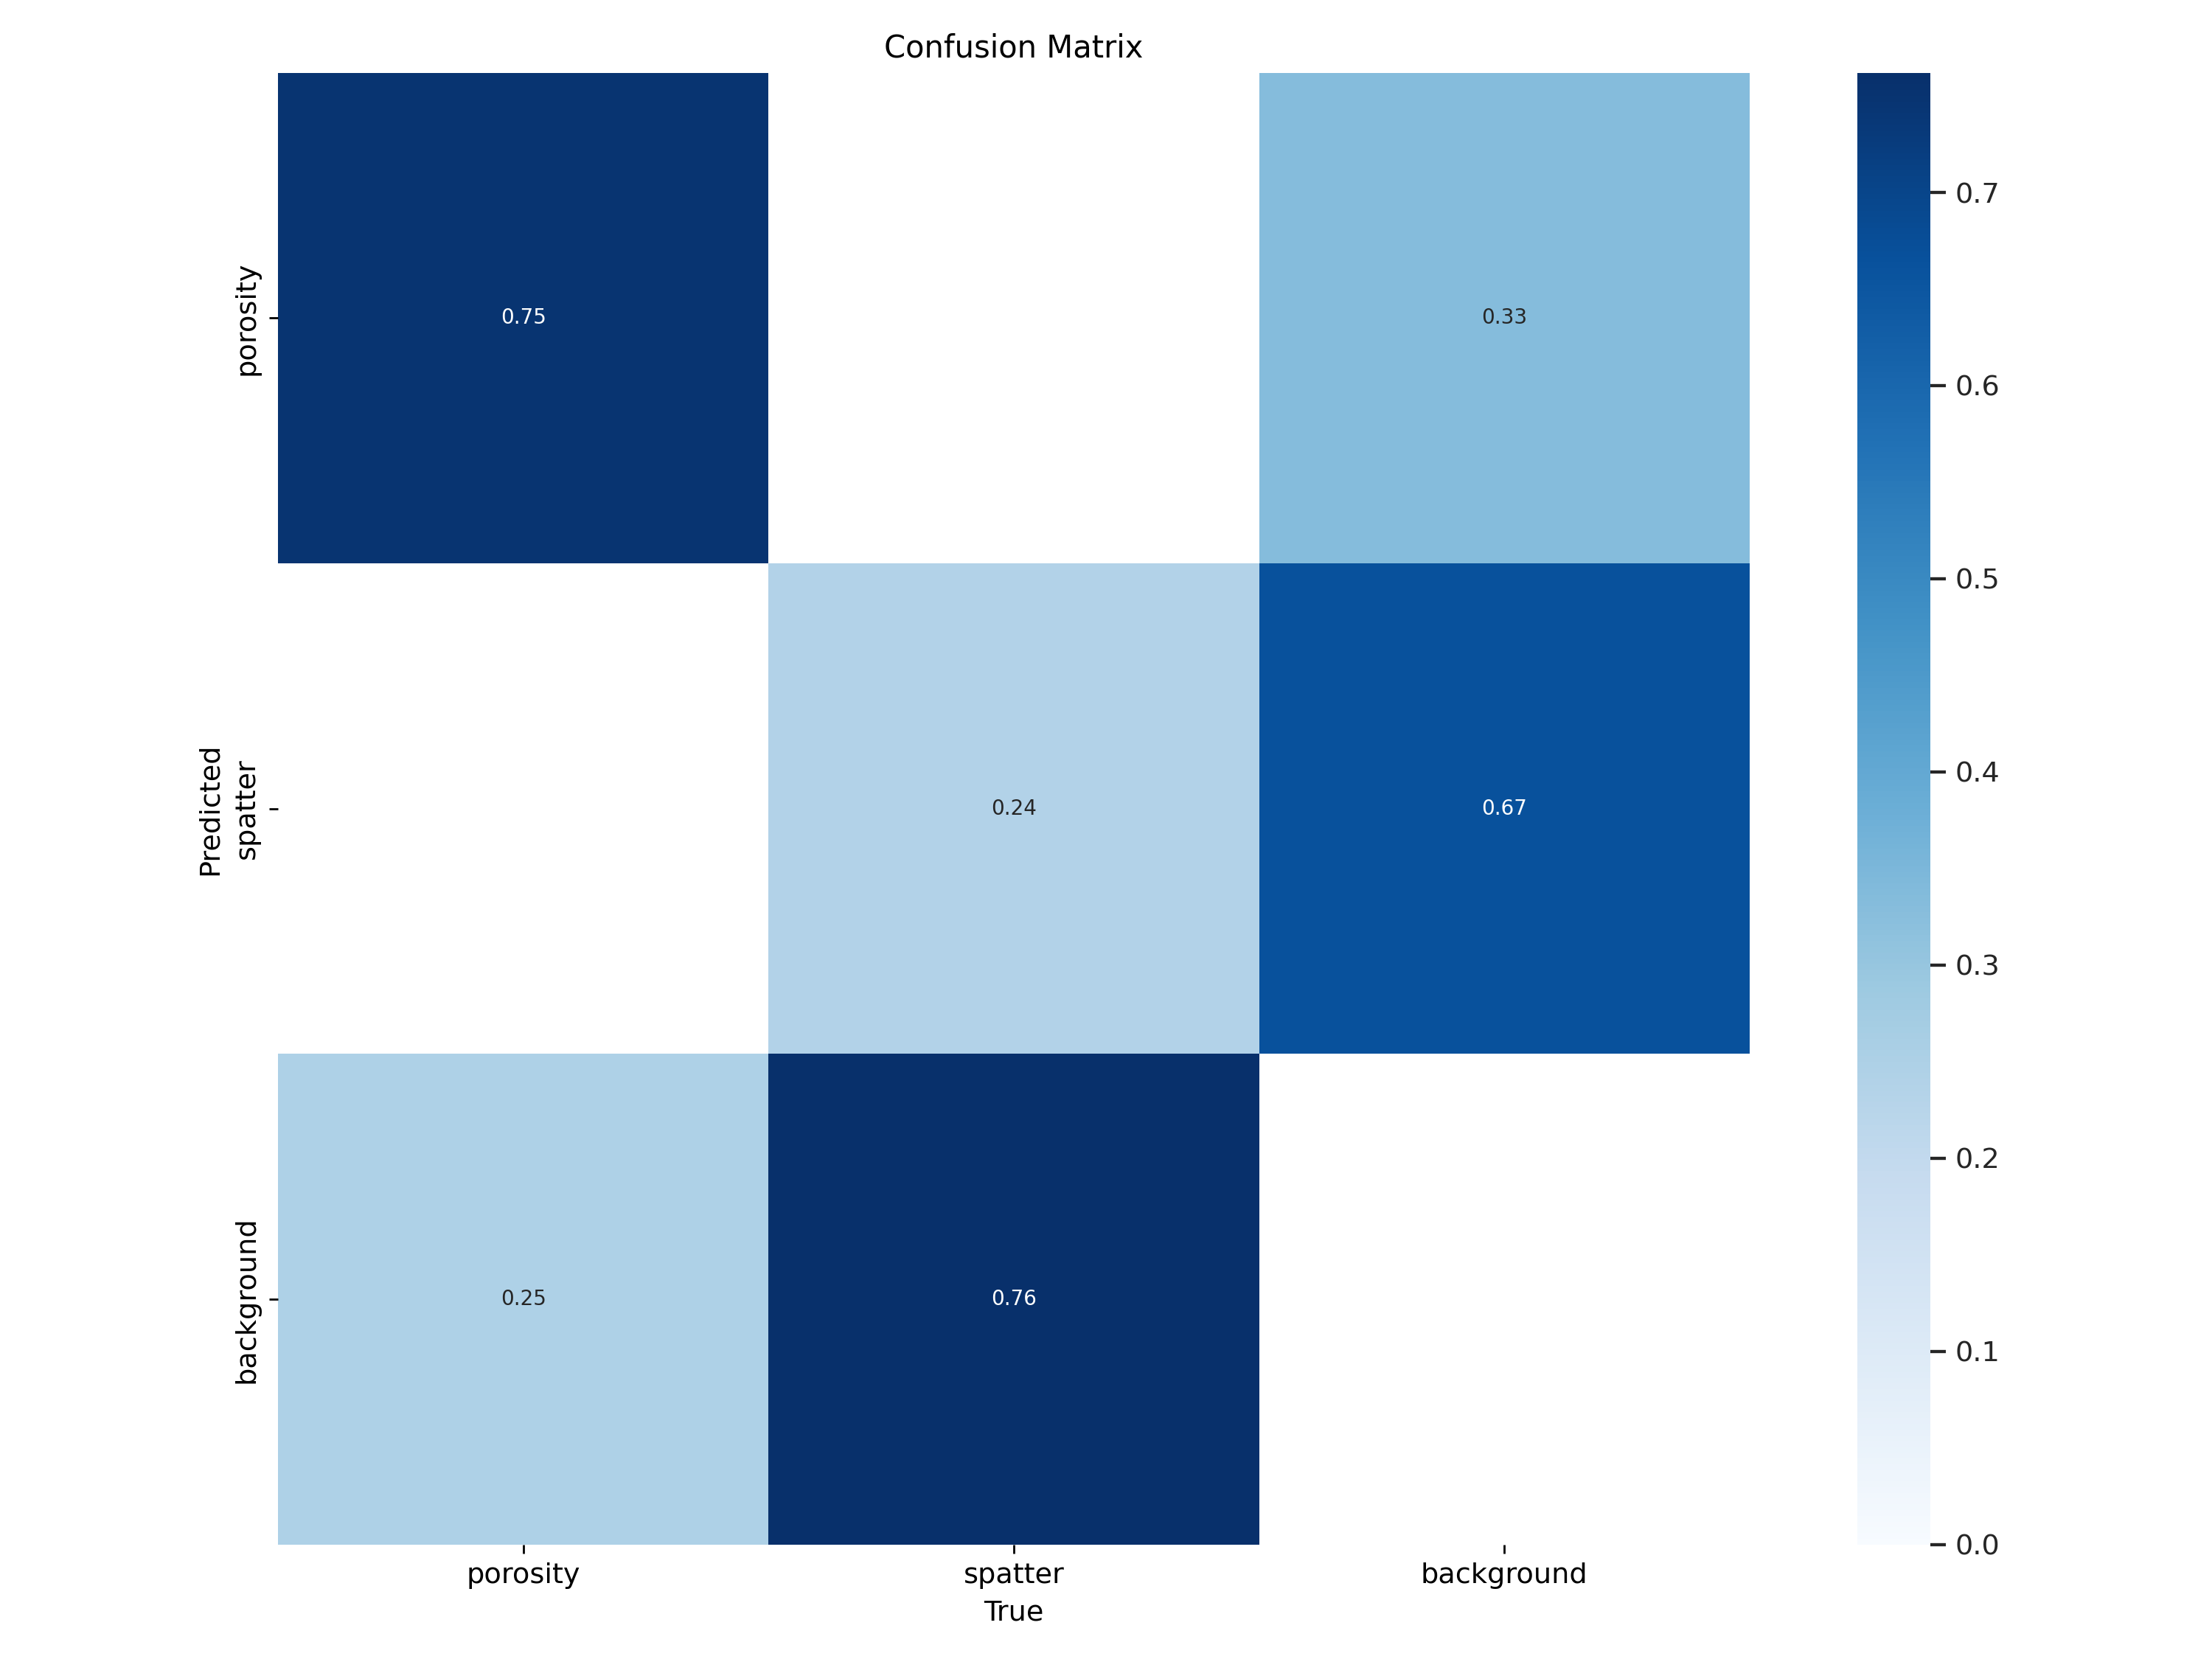 Confusion Matrix
porosity
0.75
0.33
0.7
0.6
0.5
0.4
0.3
0.2
0.1
0.0
Predicted
spatter
0.24
0.67
background
0.25
0.76
porosity
spatter
background
True